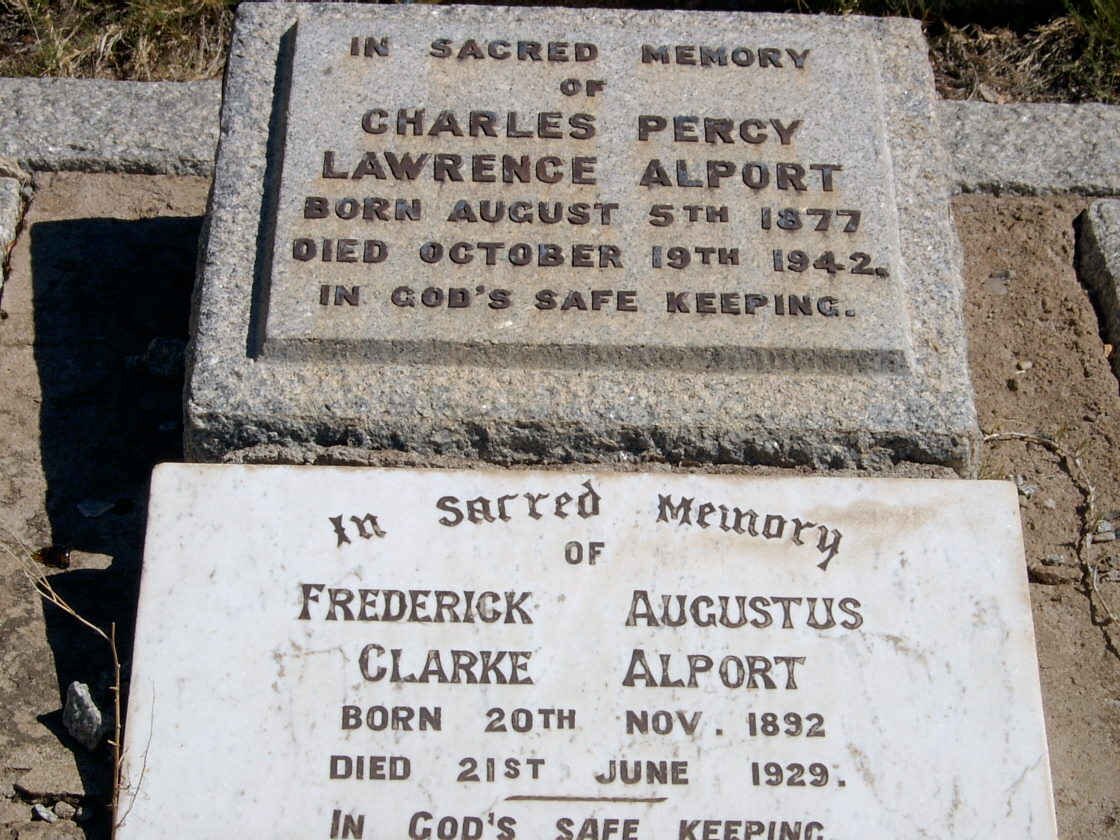 IN SACRED MEMORY
OF
CHARLES PERCY
LAWRENCE ALPORT
BORN AUGUST 5TH 1877
DIED OCTOBER 19TH 1942.
IN GOD'S SAFE KEEPING.
In Sacred Memory
OF
FREDERICK AUGUSTUS
CLARKE ALPORT
BORN 20TH NOV. 1892
DIED 21ST JUNE 1929.
IN GOD'S SAFE KEEPING.